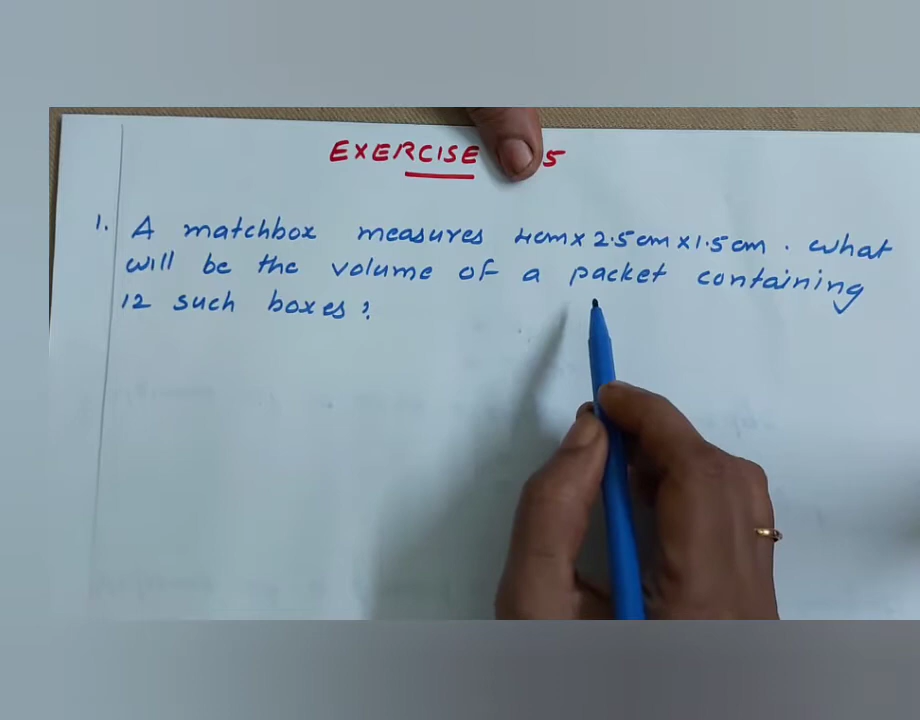 EXERCISE 5
1. A matchbox measures 4cm x 2.5cm x 1.5cm. what
will be the volume of a packet containing
12 such boxes?